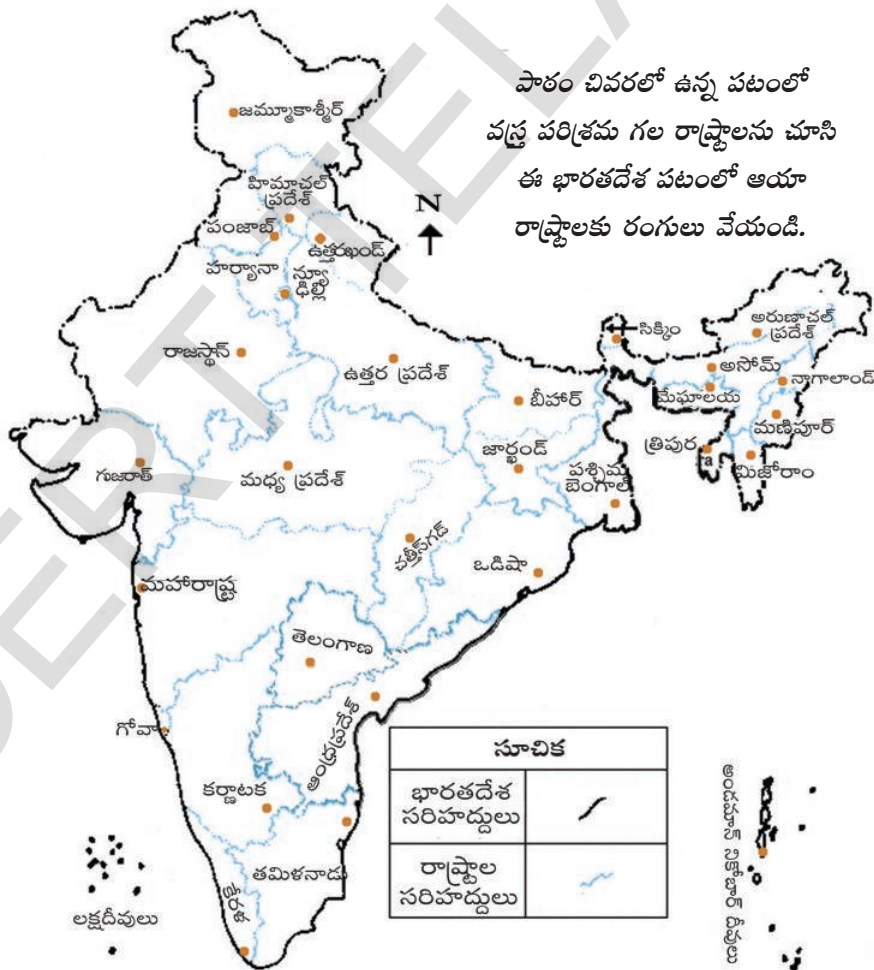 పాఠం చివరలో ఉన్న పటంలో
వస్త్ర పరిశ్రమ గల రాష్ట్రాలను చూసి
ఈ భారతదేశ పటంలో ఆయా
రాష్ట్రాలకు రంగులు వేయండి.
జమ్మూకాశ్మీర్
N
హిమాచల్
ప్రదేశ్
పంజాబ్
ఉత్తరఖండ్
హర్యానా
న్యూ
ఢిల్లీ
రాజస్థాన్
ఉత్తర ప్రదేశ్
సిక్కిం
అరుణాచల్
ప్రదేశ్
అసోమ్
నాగాలాండ్
మేఘాలయ
బీహార్
మణిపూర్
త్రిపుర
a
మిజోరాం
జార్ఖండ్
పశ్చిమ
బెంగాల్
గుజరాత్
మధ్య ప్రదేశ్
చత్తీస్‌గడ్
ఒడిషా
మహారాష్ట్ర
తెలంగాణ
గోవా
ఆంధ్రప్రదేశ్
కర్ణాటక
తమిళనాడు
కేరళ
లక్షదీవులు
అండమాన్ నికోబార్ దీవులు
సూచిక
భారతదేశ
సరిహద్దులు
రాష్ట్రాల
సరిహద్దులు